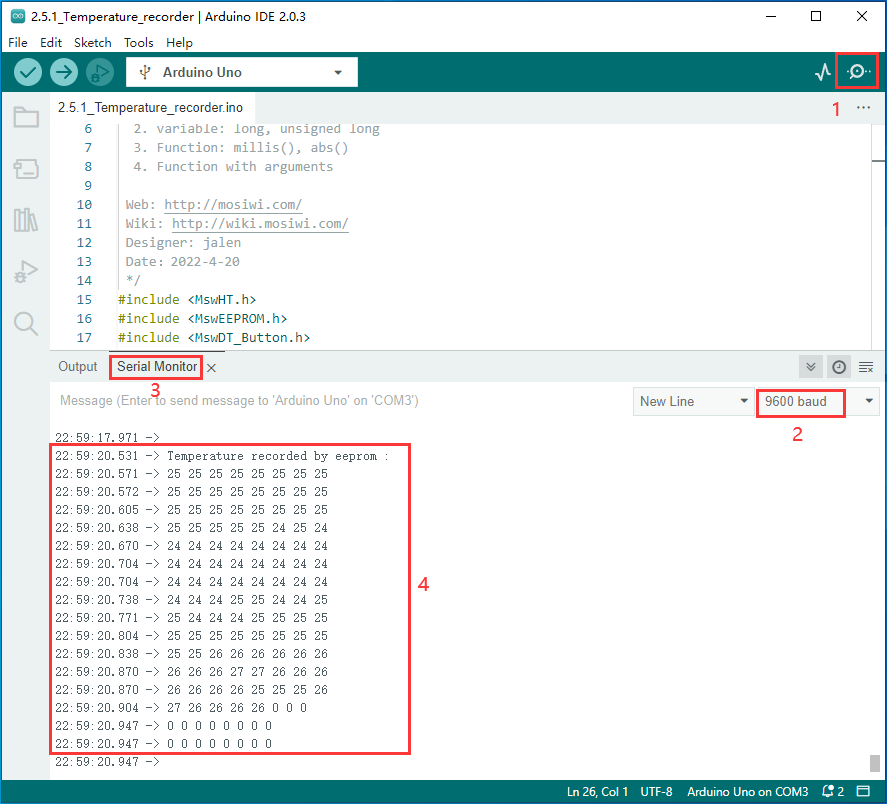 2.5.1_Temperature_recorder | Arduino IDE 2.0.3
File Edit Sketch Tools Help
Arduino Uno
2.5.1_Temperature_recorder.ino
1
6 2. variable: long, unsigned long
7 3. Function: millis(), abs()
8 4. Function with arguments
9
10 Web: http://mosiwi.com/
11 Wiki: http://wiki.mosiwi.com/
12 Designer: jalen
13 Date: 2022-4-20
14 */
15 #include <MswHT.h>
16 #include <MswEEPROM.h>
17 #include <MswDT_Button.h>
Output Serial Monitor
3
Message (Enter to send message to 'Arduino Uno' on 'COM3')
New Line
9600 baud
2
22:59:17.971 ->
22:59:20.531 -> Temperature recorded by eeprom :
22:59:20.571 -> 25 25 25 25 25 25 25 25
22:59:20.572 -> 25 25 25 25 25 25 25 25
22:59:20.605 -> 25 25 25 25 25 25 25 25
22:59:20.638 -> 25 25 25 25 25 24 25 24
22:59:20.670 -> 24 24 24 24 24 24 24 24
22:59:20.704 -> 24 24 24 24 24 24 24 24
22:59:20.704 -> 24 24 24 24 24 24 24 24
22:59:20.738 -> 24 24 24 25 25 24 24 25
22:59:20.771 -> 25 24 24 24 25 25 25 25
22:59:20.804 -> 25 25 25 25 25 25 25 25
22:59:20.838 -> 25 25 26 26 26 26 26 26
22:59:20.870 -> 26 26 26 27 27 26 26 26
22:59:20.870 -> 26 26 26 26 25 25 25 26
22:59:20.904 -> 27 26 26 26 26 0 0 0
22:59:20.947 -> 0 0 0 0 0 0 0 0
22:59:20.947 -> 0 0 0 0 0 0 0 0
22:59:20.947 ->
4
Ln 26, Col 1 UTF-8 Arduino Uno on COM3 2